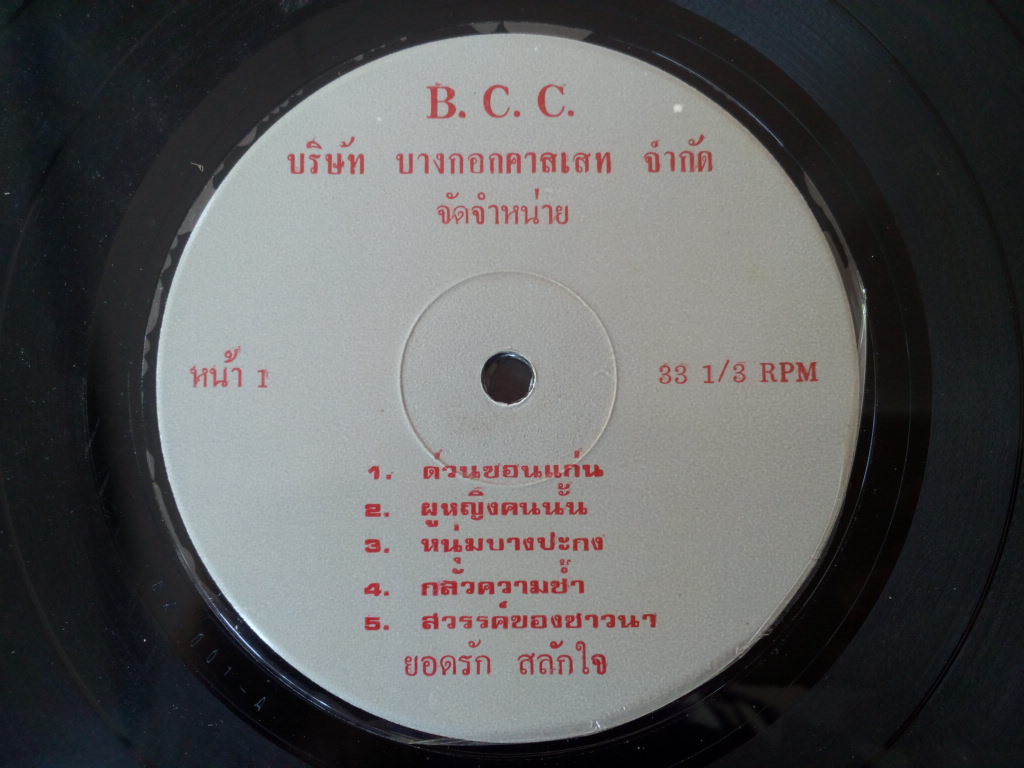 B. C. C.
บริษัท บางกอกคาสเสท จำกัด
จัดจำหน่าย
หน้า 1
33 1/3 RPM
1. ด่วนขอนแก่น
2. ผู้หญิงคนนั้น
3. หนุ่มบางปะกง
4. กลัวความช้ำ
5. สวรรค์ของชาวนา
ยอดรัก สลักใจ
101-A